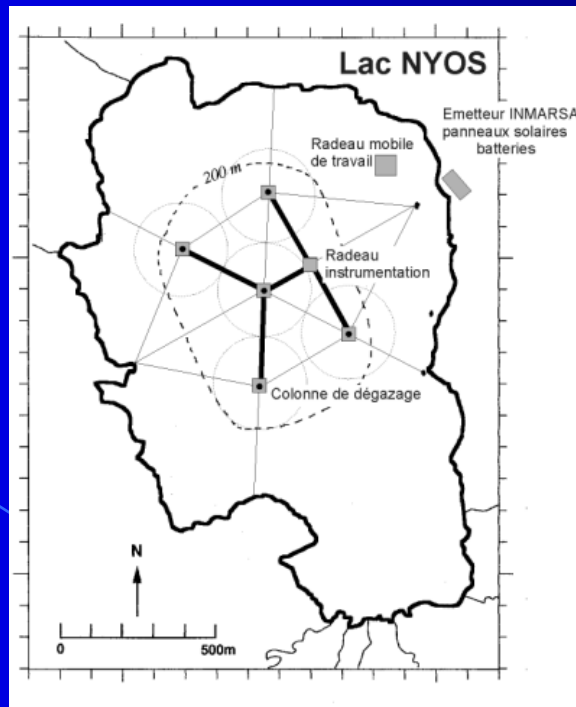 Lac NYOS
Emetteur INMARSA
panneaux solaires
batteries
Radeau mobile
de travail
200 m
Radeau
instrumentation
Colonne de dégazage
N
0
500m